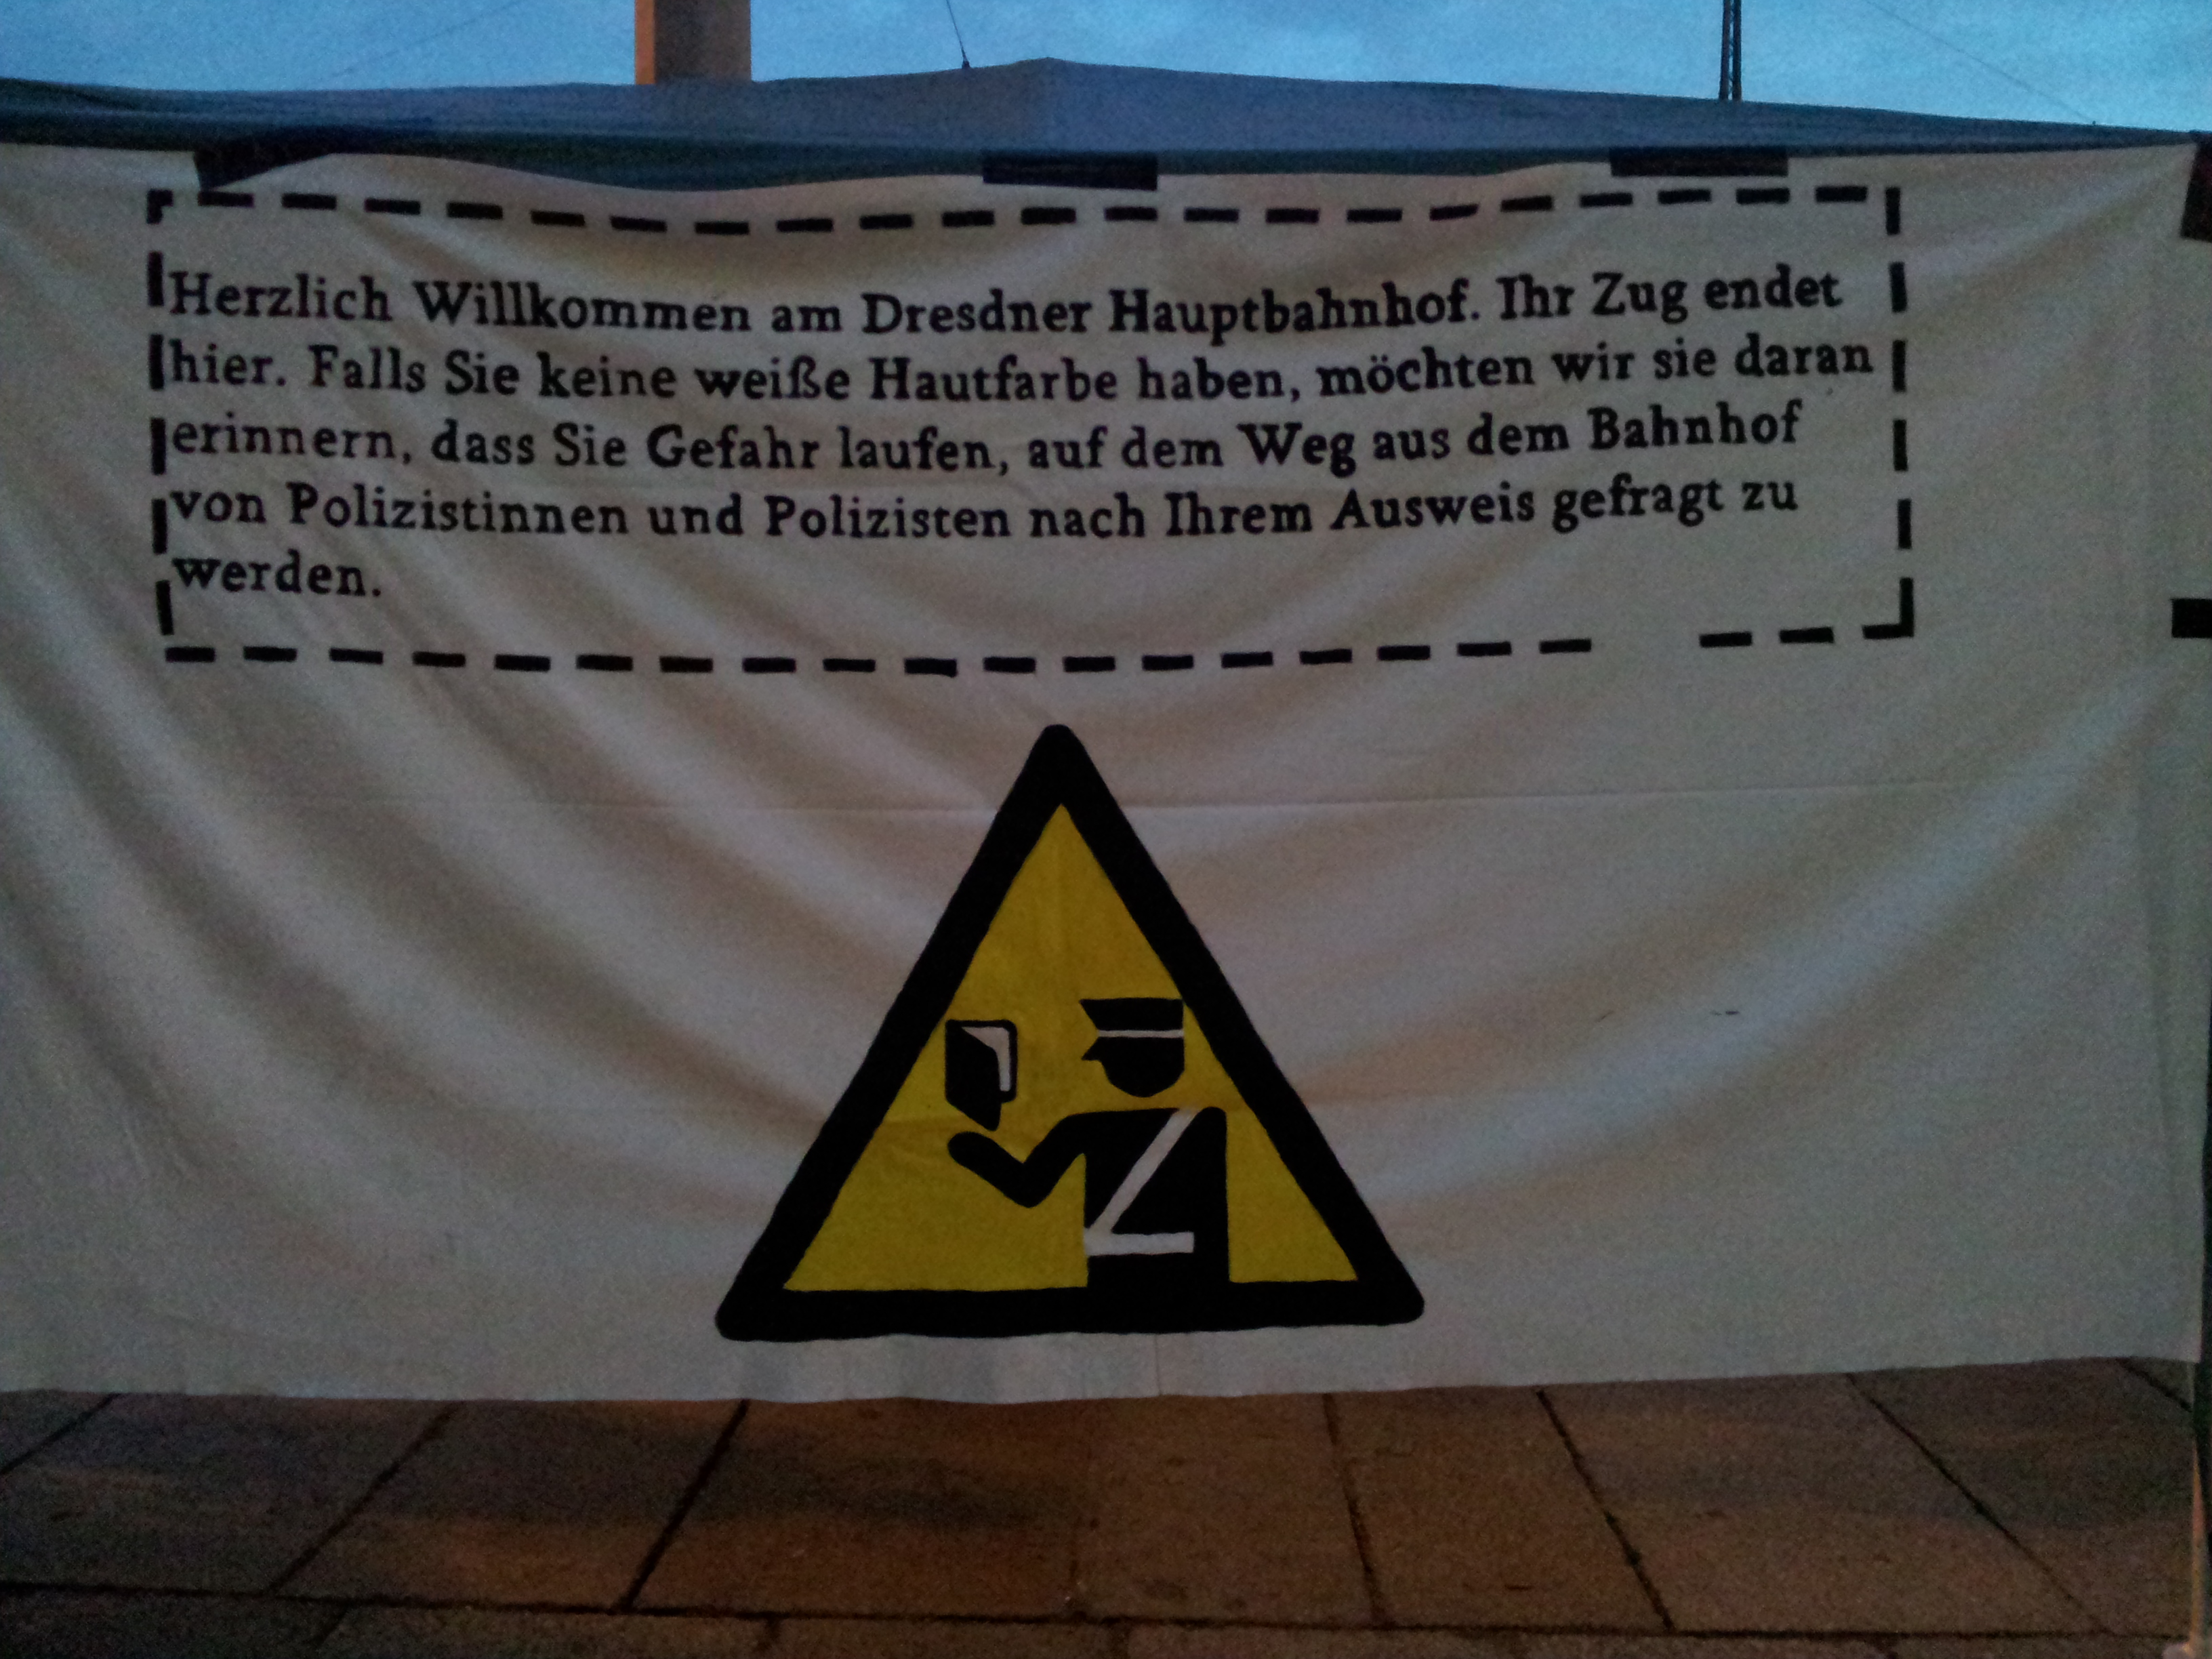 Herzlich Willkommen am Dresdner Hauptbahnhof. Ihr Zug endet
hier. Falls Sie keine weiße Hautfarbe haben, möchten wir sie daran
erinnern, dass Sie Gefahr laufen, auf dem Weg aus dem Bahnhof
von Polizistinnen und Polizisten nach Ihrem Ausweis gefragt zu
werden.